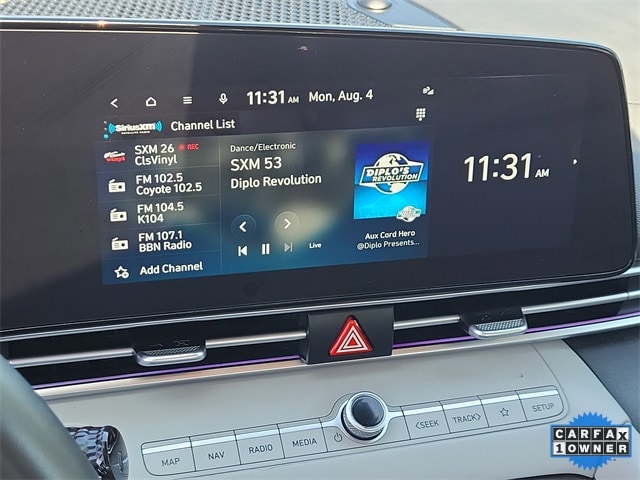 11:31 AM Mon, Aug. 4
SiriusXM
SATELLITE RADIO
Channel List
SXM 26 REC
ClsVinyl
FM 102.5
Coyote 102.5
FM 104.5
K104
FM 107.1
BBN Radio
Add Channel
Dance/Electronic
SXM 53
Diplo Revolution
Live
DIPLO'S
REVOLUTION
Aux Cord Hero
@Diplo Presents...
11:31 AM
MAP
NAV
RADIO
MEDIA
<SEEK
TRACK>
SETUP
CARFAX
1 OWNER